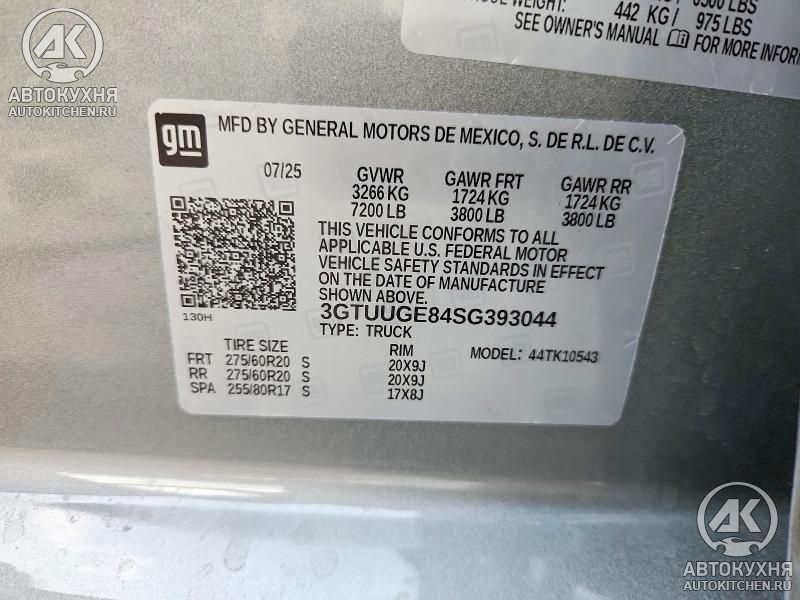 AK
АВТОКУХНЯ
AUTOKITCHEN.RU
442 KG / 975 LBS
SEE OWNER'S MANUAL FOR MORE INFOR
gm
MFD BY GENERAL MOTORS DE MEXICO, S. DE R.L. DE C.V.
07/25 GVWR GAWR FRT GAWR RR
3266 KG 1724 KG 1724 KG
7200 LB 3800 LB 3800 LB
THIS VEHICLE CONFORMS TO ALL
APPLICABLE U.S. FEDERAL MOTOR
VEHICLE SAFETY STANDARDS IN EFFECT
ON THE DATE OF MANUFACTURE
SHOWN ABOVE.
130H
3GTUUGE84SG393044
TYPE: TRUCK
TIRE SIZE RIM MODEL: 44TK10543
FRT 275/60R20 S 20X9J
RR 275/60R20 S 20X9J
SPA 255/80R17 S 17X8J
AK
АВТОКУХНЯ
AUTOKITCHEN.RU